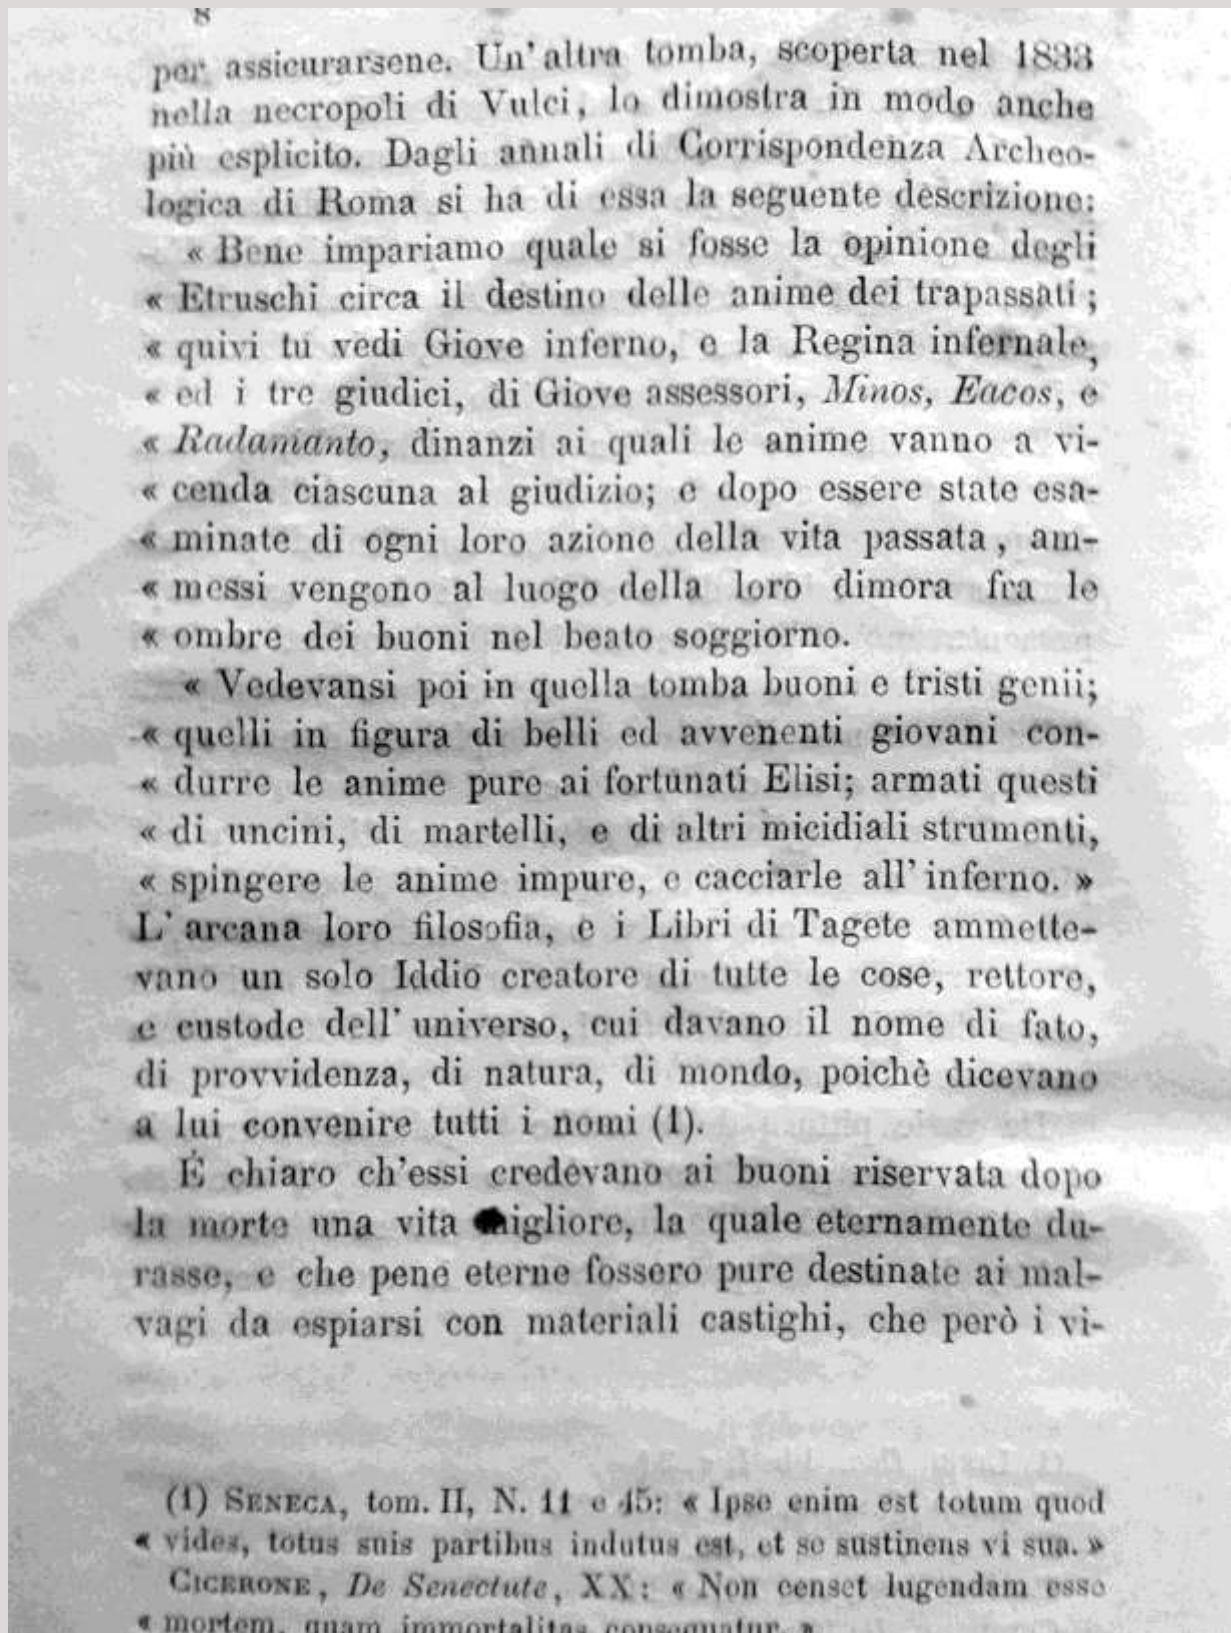 8
per assicurarsene. Un' altra tomba, scoperta nel 1833
nella necropoli di Vulci, lo dimostra in modo anche
più esplicito. Dagli annali di Corrispondenza Archeo-
logica di Roma si ha di essa la seguente descrizione:
« Bene impariamo quale si fosse la opinione degli
« Etruschi circa il destino delle anime dei trapassati ;
« quivi tu vedi Giove inferno, e la Regina infernale,
« ed i tre giudici, di Giove assessori, Minos, Eacos, e
« Radamanto, dinanzi ai quali le anime vanno a vi-
« cenda ciascuna al giudizio; e dopo essere state esa-
« minate di ogni loro azione della vita passata, am-
« messi vengono al luogo della loro dimora fra le
« ombre dei buoni nel beato soggiorno.
« Vedevansi poi in quella tomba buoni e tristi genii;
« quelli in figura di belli ed avvenenti giovani con-
« durre le anime pure ai fortunati Elisi; armati questi
« di uncini, di martelli, e di altri micidiali strumenti,
« spingere le anime impure, e cacciarle all' inferno. »
L' arcana loro filosofia, e i Libri di Tagete ammette-
vano un solo Iddio creatore di tutte le cose, rettore,
e custode dell' universo, cui davano il nome di fato,
di provvidenza, di natura, di mondo, poichè dicevano
a lui convenire tutti i nomi (1).
È chiaro ch'essi credevano ai buoni riservata dopo
la morte una vita migliore, la quale eternamente du-
rasse, e che pene eterne fossero pure destinate ai mal-
vagi da espiarsi con materiali castighi, che però i vi-
(1) SENECA, tom. II, N. 11 e 45: « Ipse enim est totum quod
« vides, totus suis partibus indutus est, et se sustinens vi sua. »
CICERONE, De Senectute, XX: « Non censet lugendam esse
« mortem, quam immortalitas consequatur. »